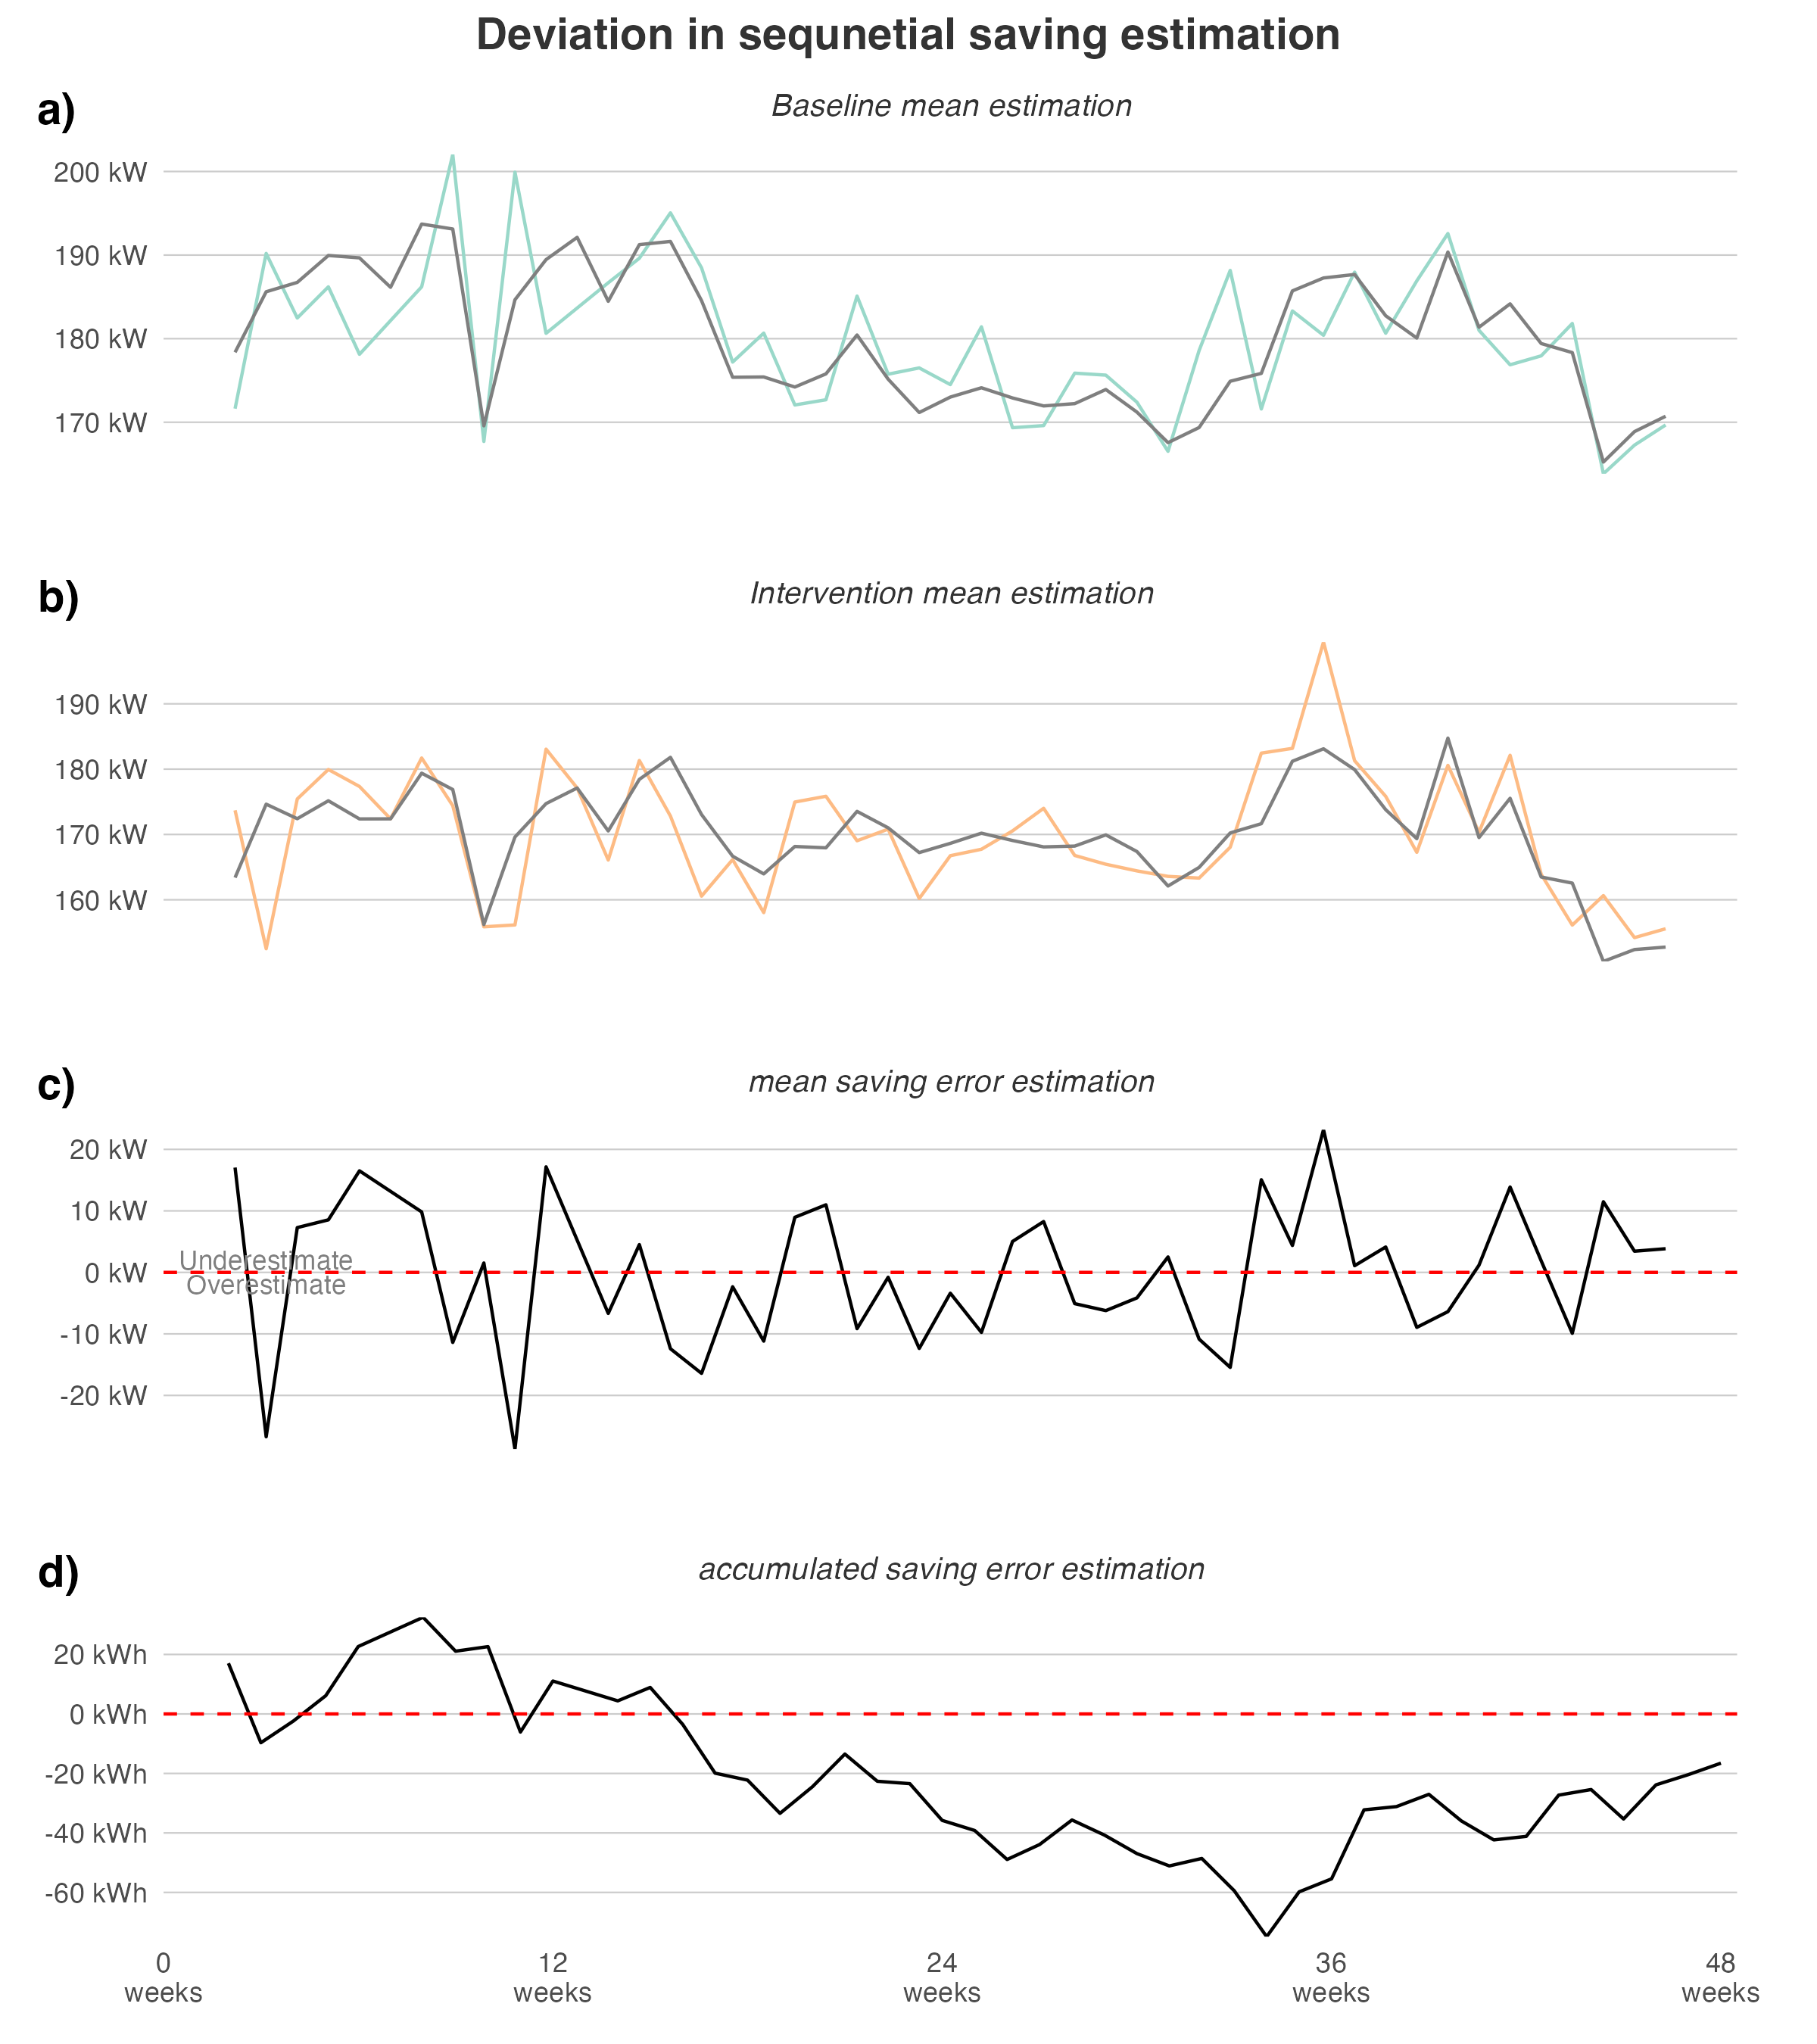 Deviation in sequnetial saving estimation
a)
Baseline mean estimation
200 kW
190 kW
180 kW
170 kW
b)
Intervention mean estimation
190 kW
180 kW
170 kW
160 kW
c)
mean saving error estimation
20 kW
10 kW
Underestimate
0 kW
Overestimate
-10 kW
-20 kW
d)
accumulated saving error estimation
20 kWh
0 kWh
-20 kWh
-40 kWh
-60 kWh
0 12 24 36 48
weeks weeks weeks weeks weeks